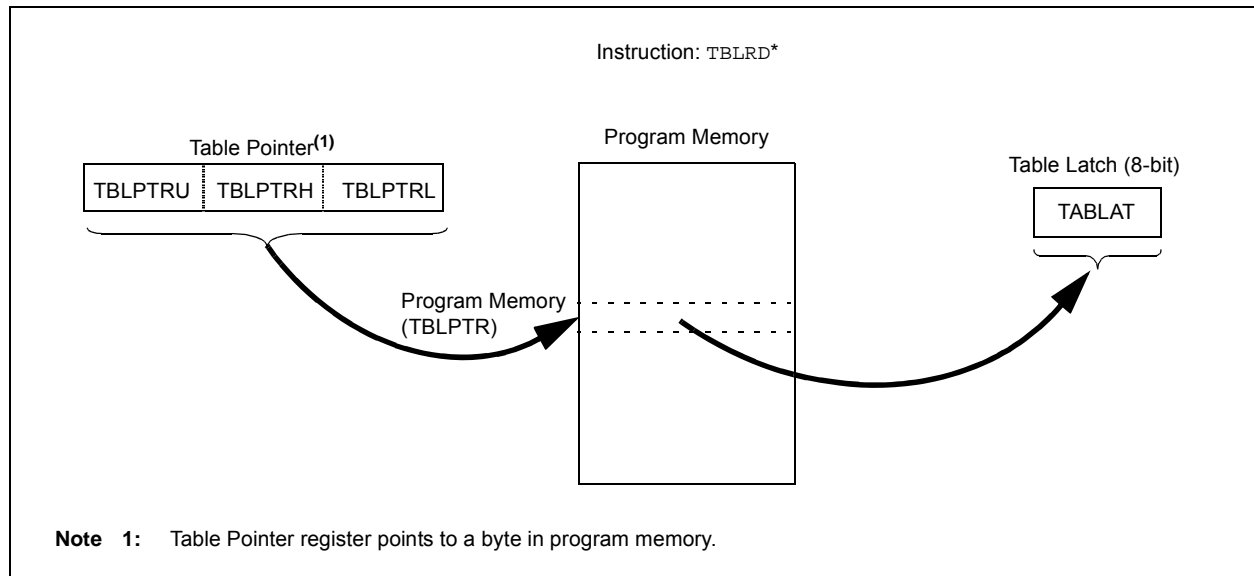 Instruction: TBLRD*
Table Pointer(1)
TBLPTRU TBLPTRH TBLPTRL
Program Memory
Table Latch (8-bit)
TABLAT
Program Memory
(TBLPTR)
Note 1: Table Pointer register points to a byte in program memory.